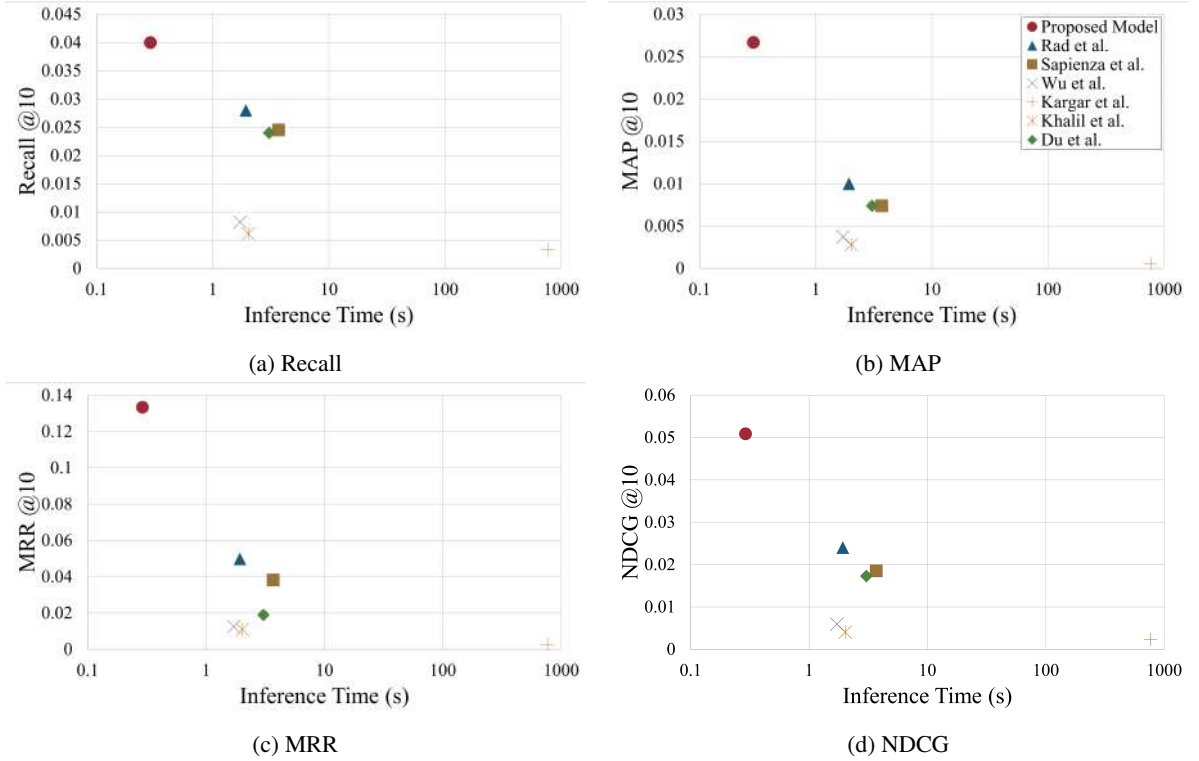 0.045
0.04
0.035
0.03
0.025
0.02
0.015
0.01
0.005
0
Recall @10
0.1 1 10 100 1000
Inference Time (s)
(a) Recall
0.03
0.025
0.02
0.015
0.01
0.005
0
MAP @10
Proposed Model
Rad et al.
Sapienza et al.
Wu et al.
Kargar et al.
Khalil et al.
Du et al.
0.1 1 10 100 1000
Inference Time (s)
(b) MAP
0.14
0.12
0.1
0.08
0.06
0.04
0.02
0
MRR @10
0.1 1 10 100 1000
Inference Time (s)
(c) MRR
0.06
0.05
0.04
0.03
0.02
0.01
0
NDCG @10
0.1 1 10 100 1000
Inference Time (s)
(d) NDCG